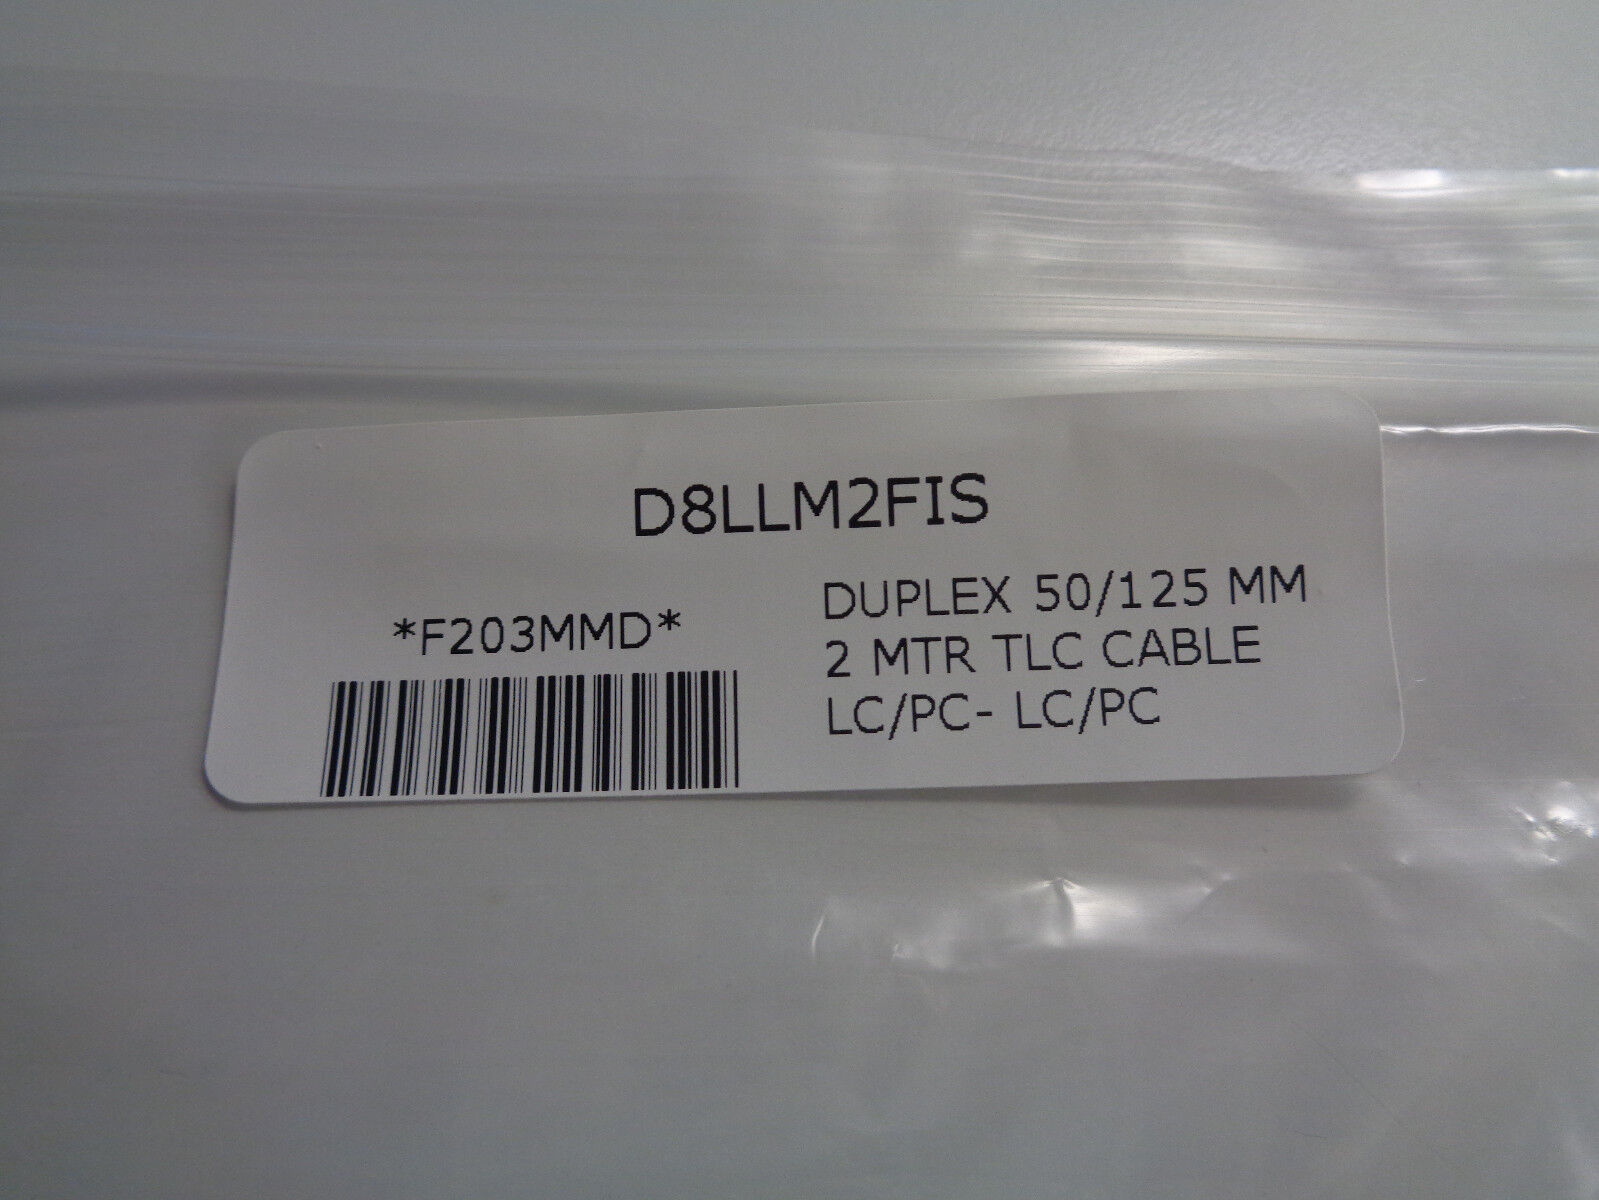 D8LLM2FIS
*F203MMD*
DUPLEX 50/125 MM
2 MTR TLC CABLE
LC/PC- LC/PC